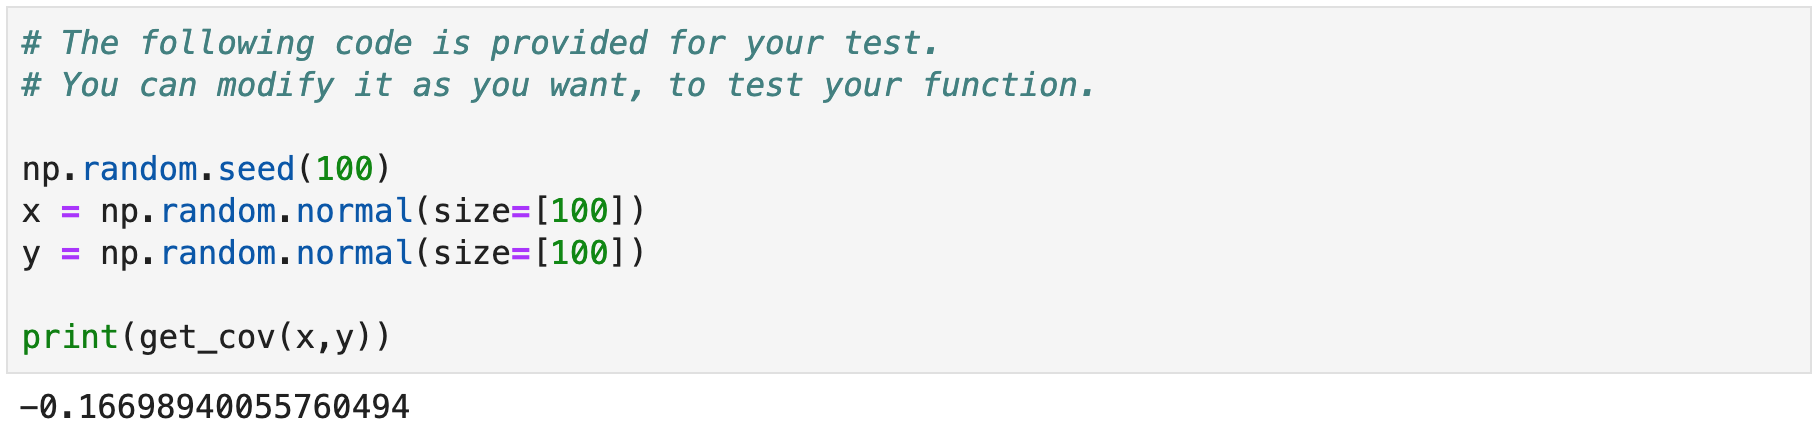 # The following code is provided for your test.
# You can modify it as you want, to test your function.
np.random.seed(100)
x = np.random.normal(size=[100])
y = np.random.normal(size=[100])
print(get_cov(x,y))
-0.16698940055760494